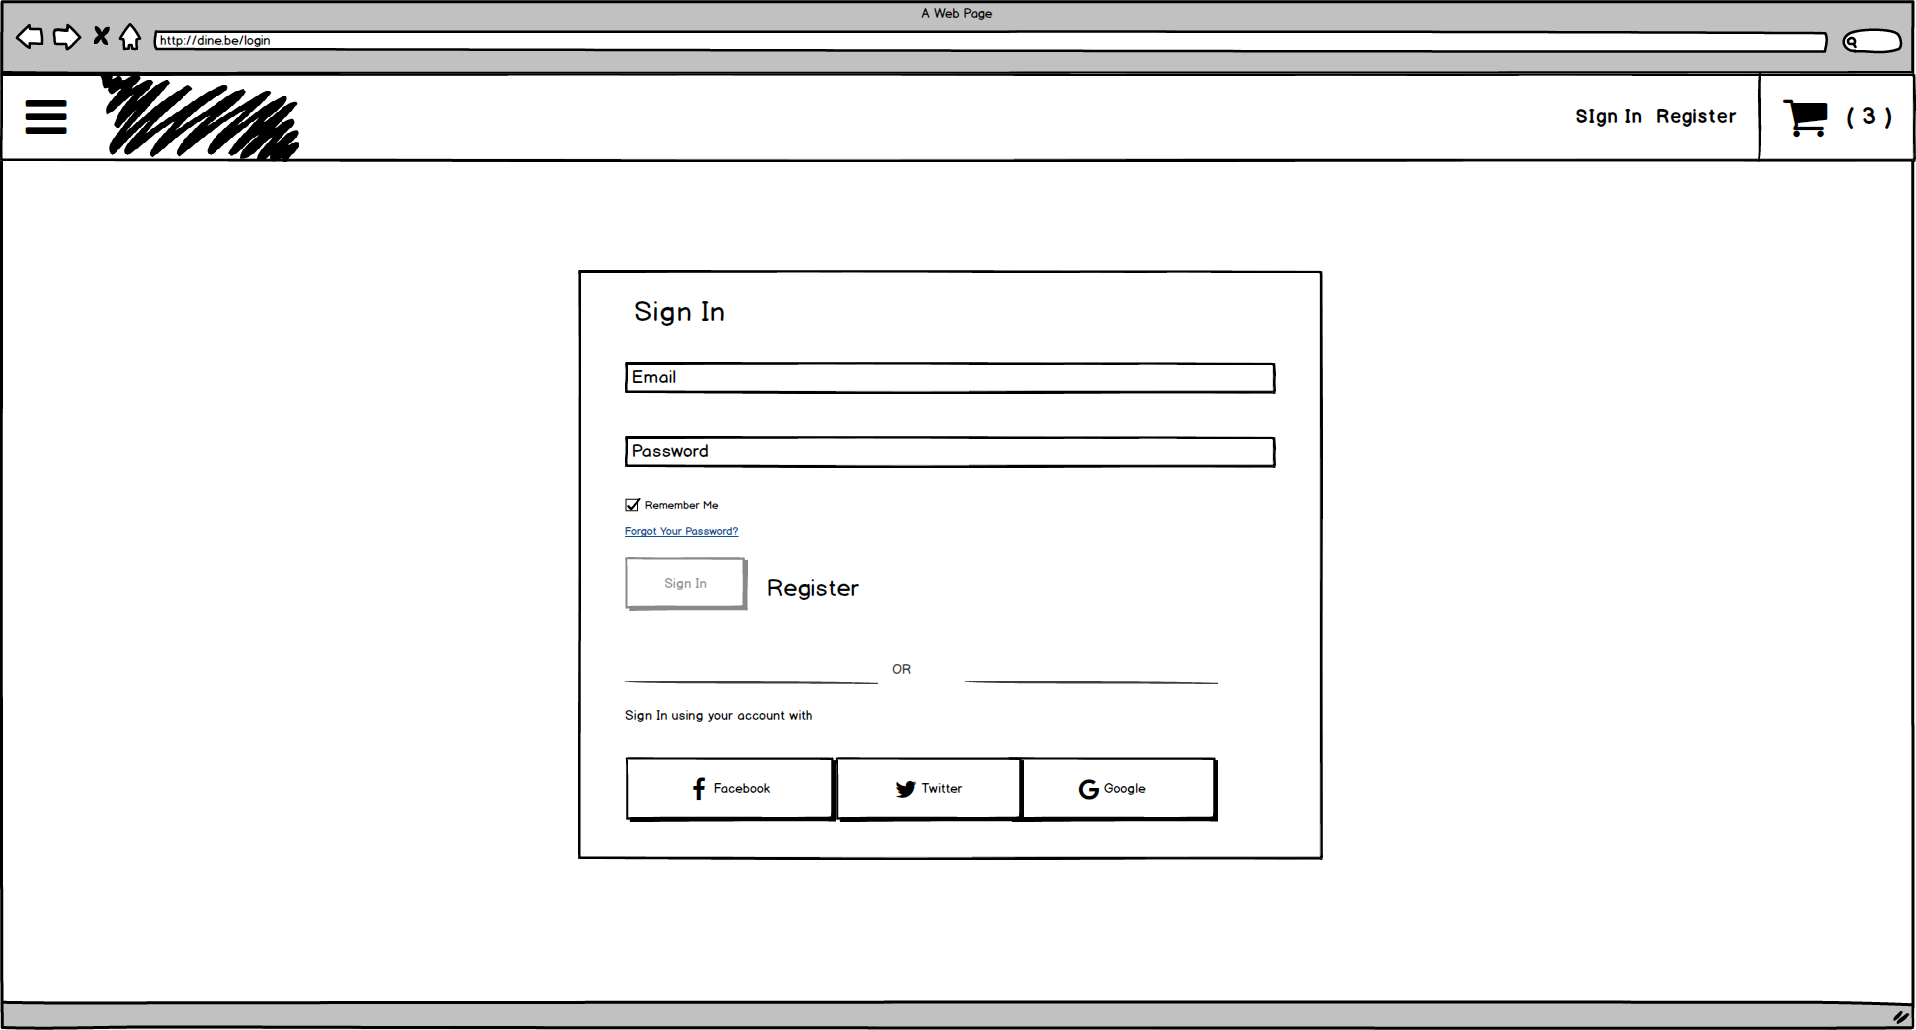 A Web Page
http://dine.be/login
SIgn In Register ( 3 )
Sign In
Email
Password
Remember Me
Forgot Your Password?
Sign In Register
OR
Sign In using your account with
Facebook Twitter Google